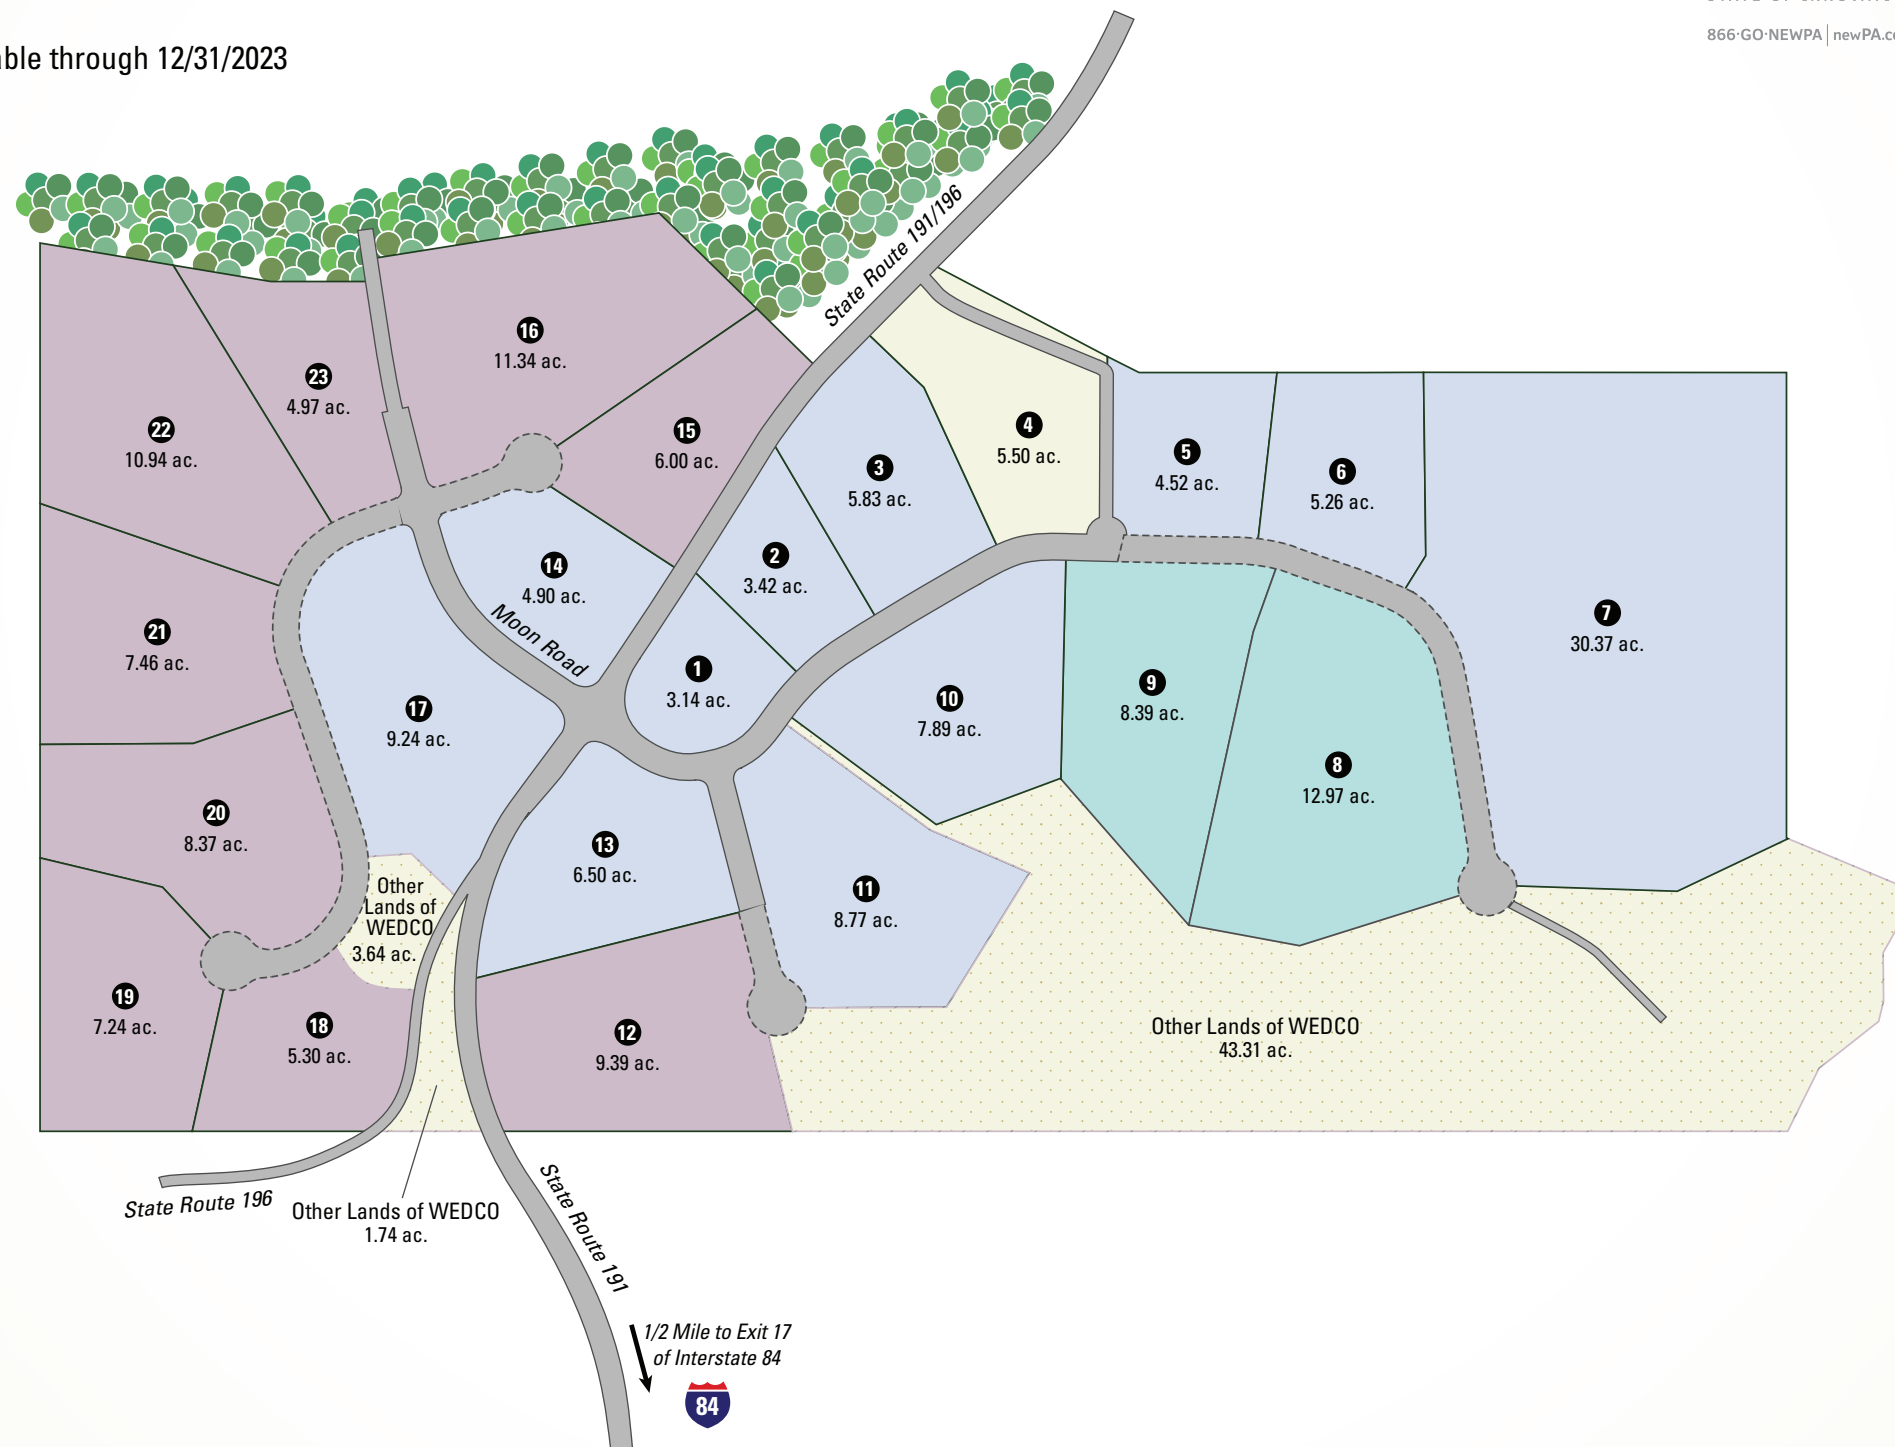 866·GO·NEWPA | newPA.co
able through 12/31/2023
State Route 191/196
16
11.34 ac.
23
4.97 ac.
22
10.94 ac.
15
6.00 ac.
4
5.50 ac.
3
5.83 ac.
5
4.52 ac.
6
5.26 ac.
14
4.90 ac.
2
3.42 ac.
Moon Road
7
30.37 ac.
21
7.46 ac.
1
3.14 ac.
17
9.24 ac.
10
7.89 ac.
9
8.39 ac.
8
12.97 ac.
20
8.37 ac.
13
6.50 ac.
11
8.77 ac.
Other
Lands of
WEDCO
3.64 ac.
19
7.24 ac.
18
5.30 ac.
12
9.39 ac.
Other Lands of WEDCO
43.31 ac.
State Route 196
Other Lands of WEDCO
1.74 ac.
State Route 191
1/2 Mile to Exit 17
of Interstate 84
84